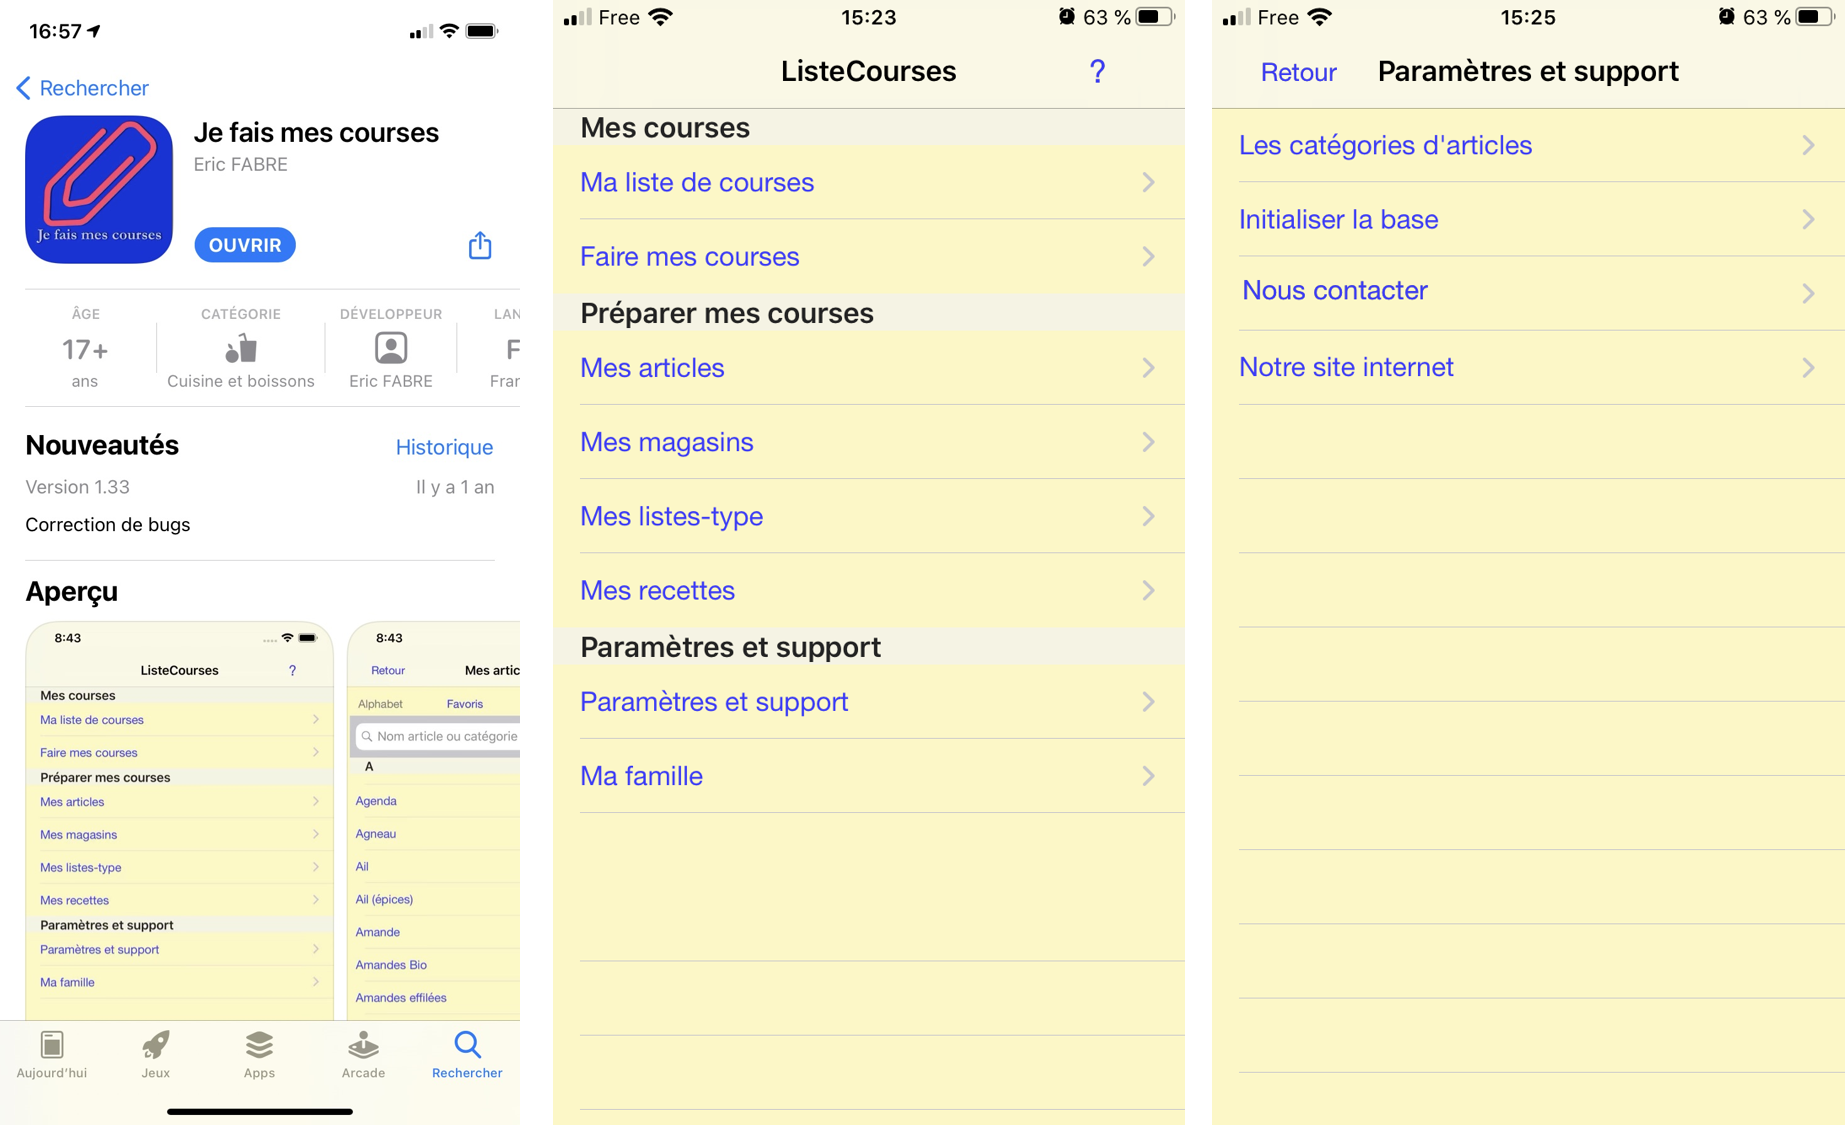 16:57
Rechercher
Je fais mes courses
Eric FABRE
Je fais mes courses
OUVRIR
ÂGE
17+
ans
CATÉGORIE
Cuisine et boissons
DÉVELOPPEUR
Eric FABRE
LAN
F
Frar
Nouveautés
Historique
Version 1.33
Il y a 1 an
Correction de bugs
Aperçu
8:43
ListeCourses
?
Mes courses
Ma liste de courses
Faire mes courses
Préparer mes courses
Mes articles
Mes magasins
Mes listes-type
Mes recettes
Paramètres et support
Paramètres et support
Ma famille
8:43
Retour
Mes artic
Alphabet
Favoris
Nom article ou catégorie
A
Agenda
Agneau
Ail
Ail (épices)
Amande
Amandes Bio
Amandes effilées
Aujourd'hui
Jeux
Apps
Arcade
Rechercher
Free
15:23
63 %
ListeCourses
?
Mes courses
Ma liste de courses
Faire mes courses
Préparer mes courses
Mes articles
Mes magasins
Mes listes-type
Mes recettes
Paramètres et support
Paramètres et support
Ma famille
Free
15:25
63 %
Retour
Paramètres et support
Les catégories d'articles
Initialiser la base
Nous contacter
Notre site internet